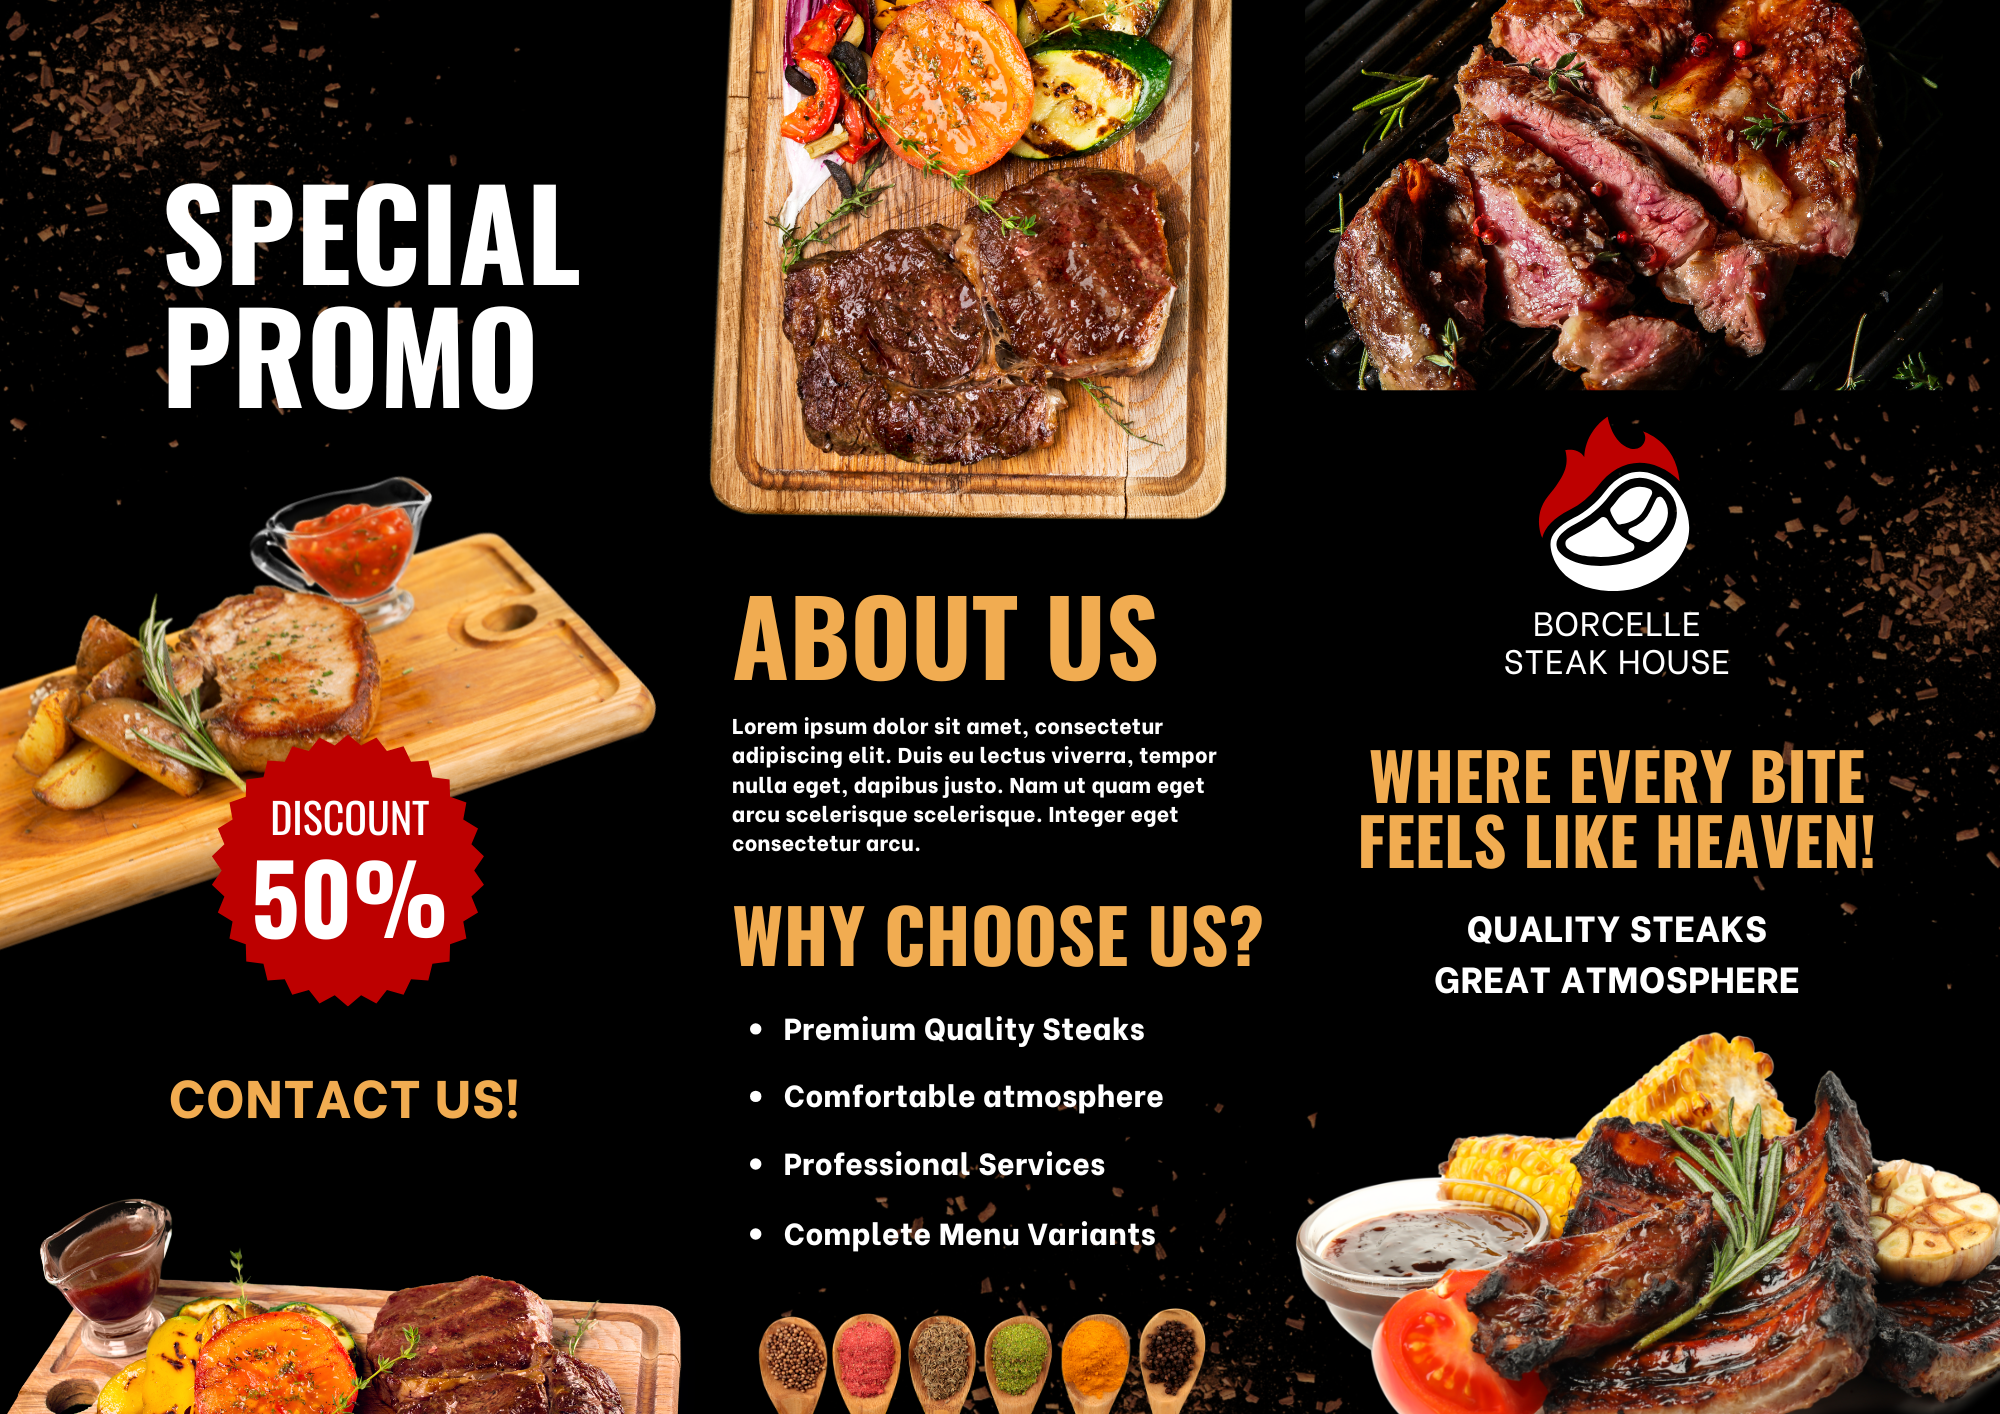 SPECIAL
PROMO
DISCOUNT
50%
CONTACT US!
ABOUT US
Lorem ipsum dolor sit amet, consectetur
adipiscing elit. Duis eu lectus viverra, tempor
nulla eget, dapibus justo. Nam ut quam eget
arcu scelerisque scelerisque. Integer eget
consectetur arcu.
WHY CHOOSE US?
• Premium Quality Steaks
• Comfortable atmosphere
• Professional Services
• Complete Menu Variants
BORCELLE
STEAK HOUSE
WHERE EVERY BITE
FEELS LIKE HEAVEN!
QUALITY STEAKS
GREAT ATMOSPHERE